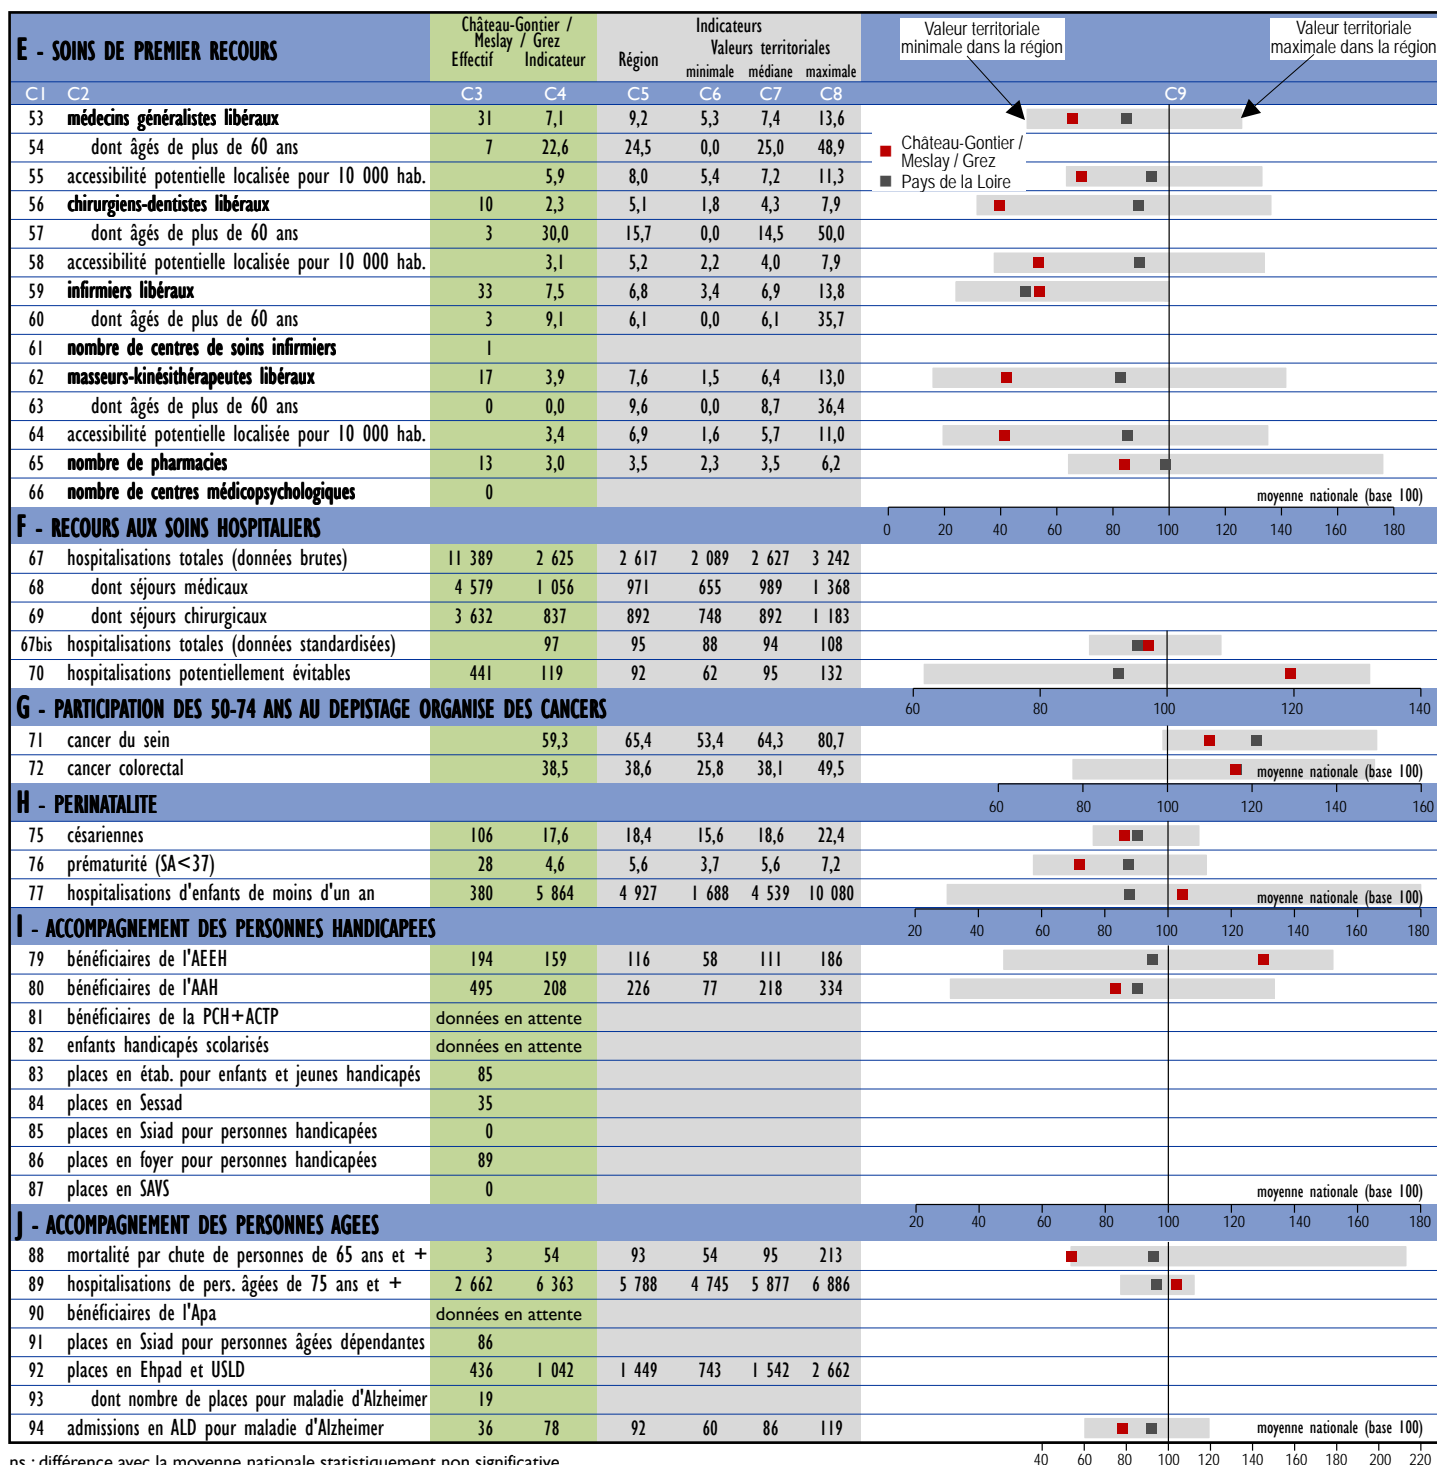 E - SOINS DE PREMIER RECOURS
Château-Gontier /
Meslay / Grez
Effectif Indicateur
Indicateurs
Région Valeurs territoriales
minimale médiane maximale
Valeur territoriale
minimale dans la région
Valeur territoriale
maximale dans la région
C1 C2 C3 C4 C5 C6 C7 C8 C9
53 médecins généralistes libéraux 31 7,1 9,2 5,3 7,4 13,6
54 dont âgés de plus de 60 ans 7 22,6 24,5 0,0 25,0 48,9
Château-Gontier /
Meslay / Grez
Pays de la Loire
55 accessibilité potentielle localisée pour 10 000 hab. 5,9 8,0 5,4 7,2 11,3
56 chirurgiens-dentistes libéraux 10 2,3 5,1 1,8 4,3 7,9
57 dont âgés de plus de 60 ans 3 30,0 15,7 0,0 14,5 50,0
58 accessibilité potentielle localisée pour 10 000 hab. 3,1 5,2 2,2 4,0 7,9
59 infirmiers libéraux 33 7,5 6,8 3,4 6,9 13,8
60 dont âgés de plus de 60 ans 3 9,1 6,1 0,0 6,1 35,7
61 nombre de centres de soins infirmiers 1
62 masseurs-kinésithérapeutes libéraux 17 3,9 7,6 1,5 6,4 13,0
63 dont âgés de plus de 60 ans 0 0,0 9,6 0,0 8,7 36,4
64 accessibilité potentielle localisée pour 10 000 hab. 3,4 6,9 1,6 5,7 11,0
65 nombre de pharmacies 13 3,0 3,5 2,3 3,5 6,2
66 nombre de centres médicopsychologiques 0 moyenne nationale (base 100)
F - RECOURS AUX SOINS HOSPITALIERS 0 20 40 60 80 100 120 140 160 180
67 hospitalisations totales (données brutes) 11 389 2 625 2 617 2 089 2 627 3 242
68 dont séjours médicaux 4 579 1 056 971 655 989 1 368
69 dont séjours chirurgicaux 3 632 837 892 748 892 1 183
67bis hospitalisations totales (données standardisées) 97 95 88 94 108
70 hospitalisations potentiellement évitables 441 119 92 62 95 132
G - PARTICIPATION DES 50-74 ANS AU DEPISTAGE ORGANISE DES CANCERS 60 80 100 120 140
71 cancer du sein 59,3 65,4 53,4 64,3 80,7
72 cancer colorectal 38,5 38,6 25,8 38,1 49,5 moyenne nationale (base 100)
H - PERINATALITE 60 80 100 120 140 160
75 césariennes 106 17,6 18,4 15,6 18,6 22,4
76 prématurité (SA<37) 28 4,6 5,6 3,7 5,6 7,2
77 hospitalisations d'enfants de moins d'un an 380 5 864 4 927 1 688 4 539 10 080 moyenne nationale (base 100)
I - ACCOMPAGNEMENT DES PERSONNES HANDICAPEES 20 40 60 80 100 120 140 160 180
79 bénéficiaires de l'AEEH 194 159 116 58 111 186
80 bénéficiaires de l'AAH 495 208 226 77 218 334
81 bénéficiaires de la PCH+ACTP données en attente
82 enfants handicapés scolarisés données en attente
83 places en étab. pour enfants et jeunes handicapés 85
84 places en Sessad 35
85 places en Ssiad pour personnes handicapées 0
86 places en foyer pour personnes handicapées 89
87 places en SAVS 0 moyenne nationale (base 100)
J - ACCOMPAGNEMENT DES PERSONNES AGEES 20 40 60 80 100 120 140 160 180
88 mortalité par chute de personnes de 65 ans et + 3 54 93 54 95 213
89 hospitalisations de pers. âgées de 75 ans et + 2 662 6 363 5 788 4 745 5 877 6 886
90 bénéficiaires de l'Apa données en attente
91 places en Ssiad pour personnes âgées dépendantes 86
92 places en Ehpad et USLD 436 1 042 1 449 743 1 542 2 662
93 dont nombre de places pour maladie d'Alzheimer 19
94 admissions en ALD pour maladie d'Alzheimer 36 78 92 60 86 119 moyenne nationale (base 100)
40 60 80 100 120 140 160 180 200 220
ns : différence avec la moyenne nationale statistiquement non significative